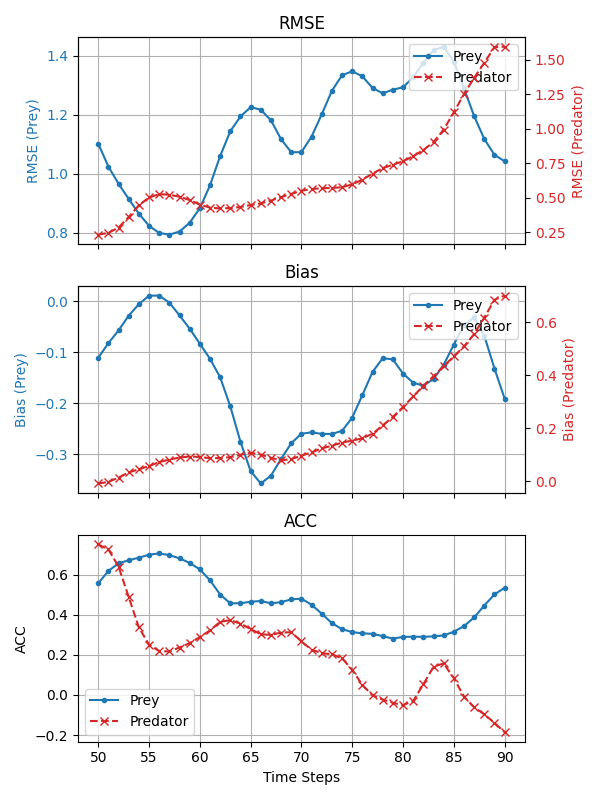 RMSE
1.4
1.2
1.0
0.8
RMSE (Prey)
Prey
Predator
1.50
1.25
1.00
0.75
0.50
0.25
RMSE (Predator)
Bias
0.0
−0.1
−0.2
−0.3
Bias (Prey)
Prey
Predator
0.6
0.4
0.2
0.0
Bias (Predator)
ACC
0.6
0.4
0.2
0.0
−0.2
ACC
Prey
Predator
50 55 60 65 70 75 80 85 90
Time Steps